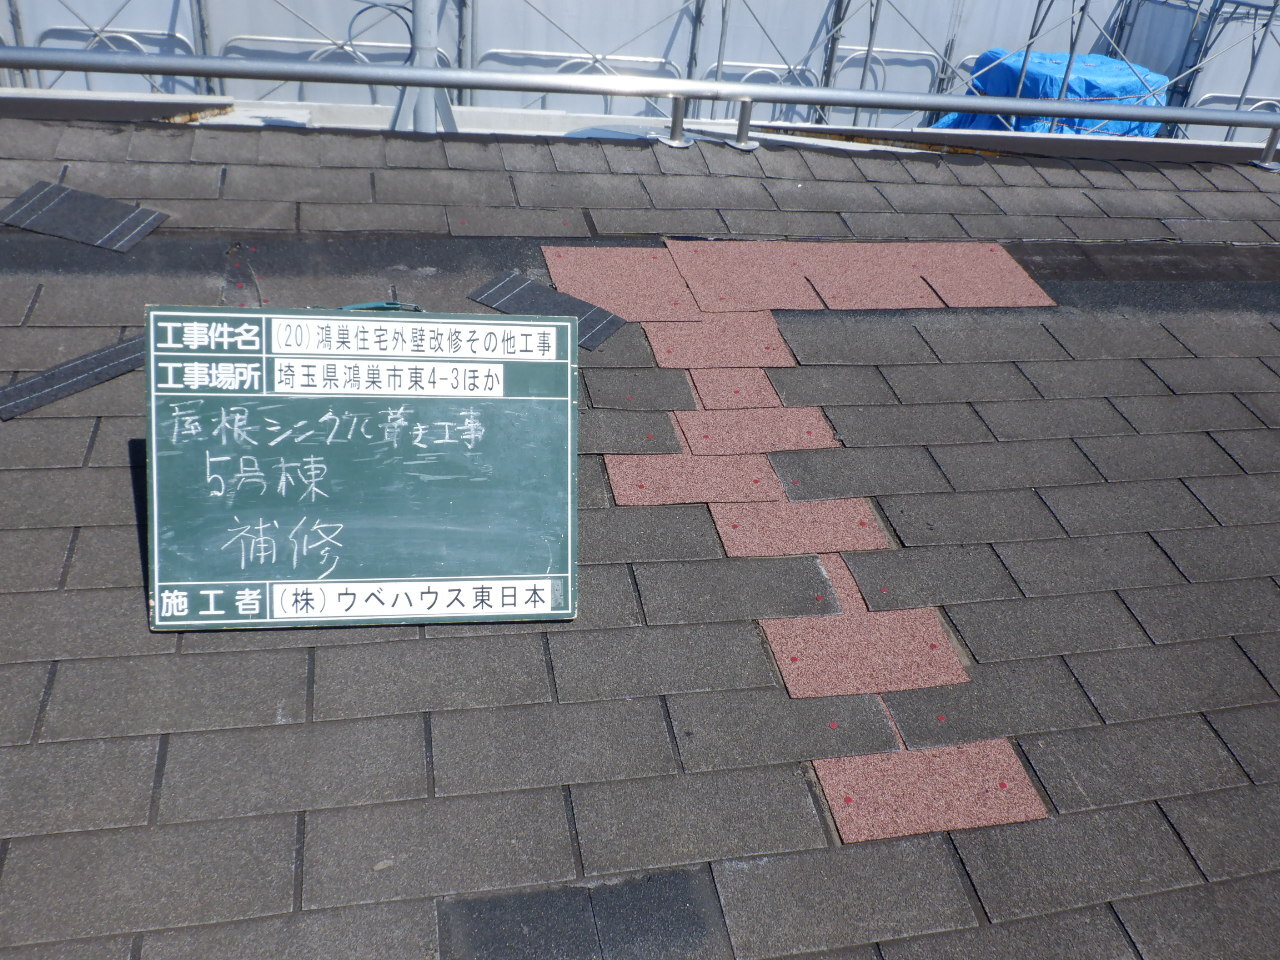 工事件名 (20)鴻巣住宅外壁改修その他工事
工事場所 埼玉県鴻巣市東4-3ほか
屋根シングル葺き工事
5号棟
補修
施工者 (株)ウベハウス東日本